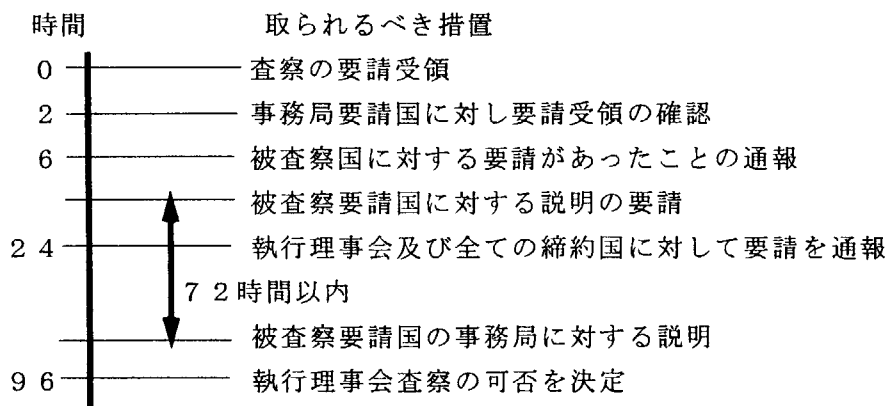 時間 取られるべき措置
0 査察の要請受領
2 事務局要請国に対し要請受領の確認
6 被査察国に対する要請があったことの通報
被査察要請国に対する説明の要請
24 執行理事会及び全ての締約国に対して要請を通報
72時間以内
被査察要請国の事務局に対する説明
96 執行理事会査察の可否を決定